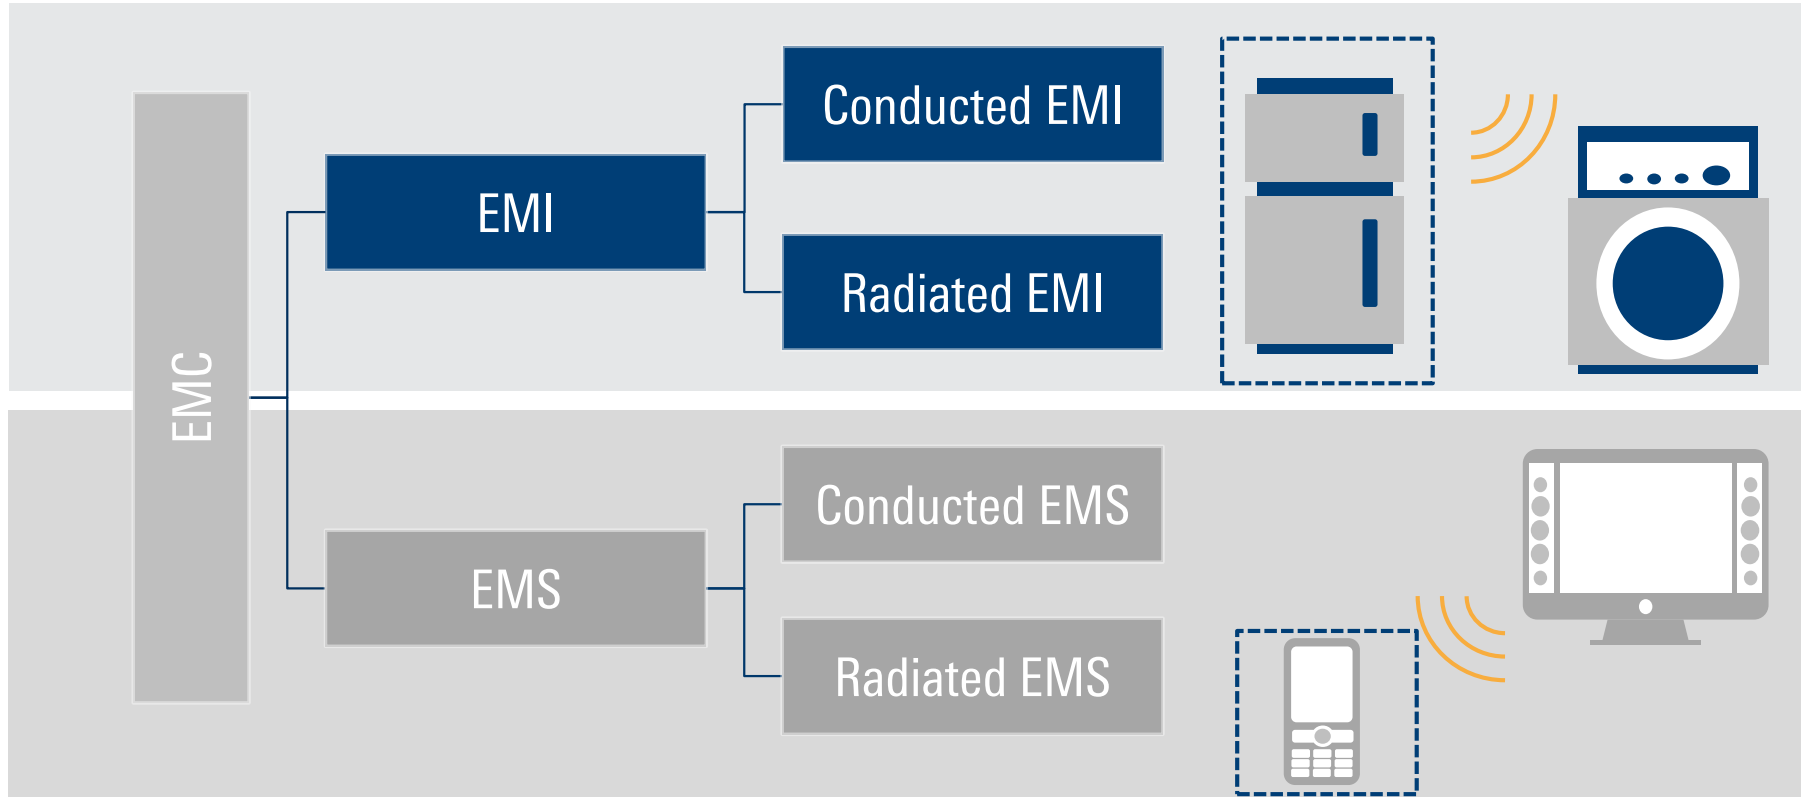 EMC
EMI
Conducted EMI
Radiated EMI
EMS
Conducted EMS
Radiated EMS